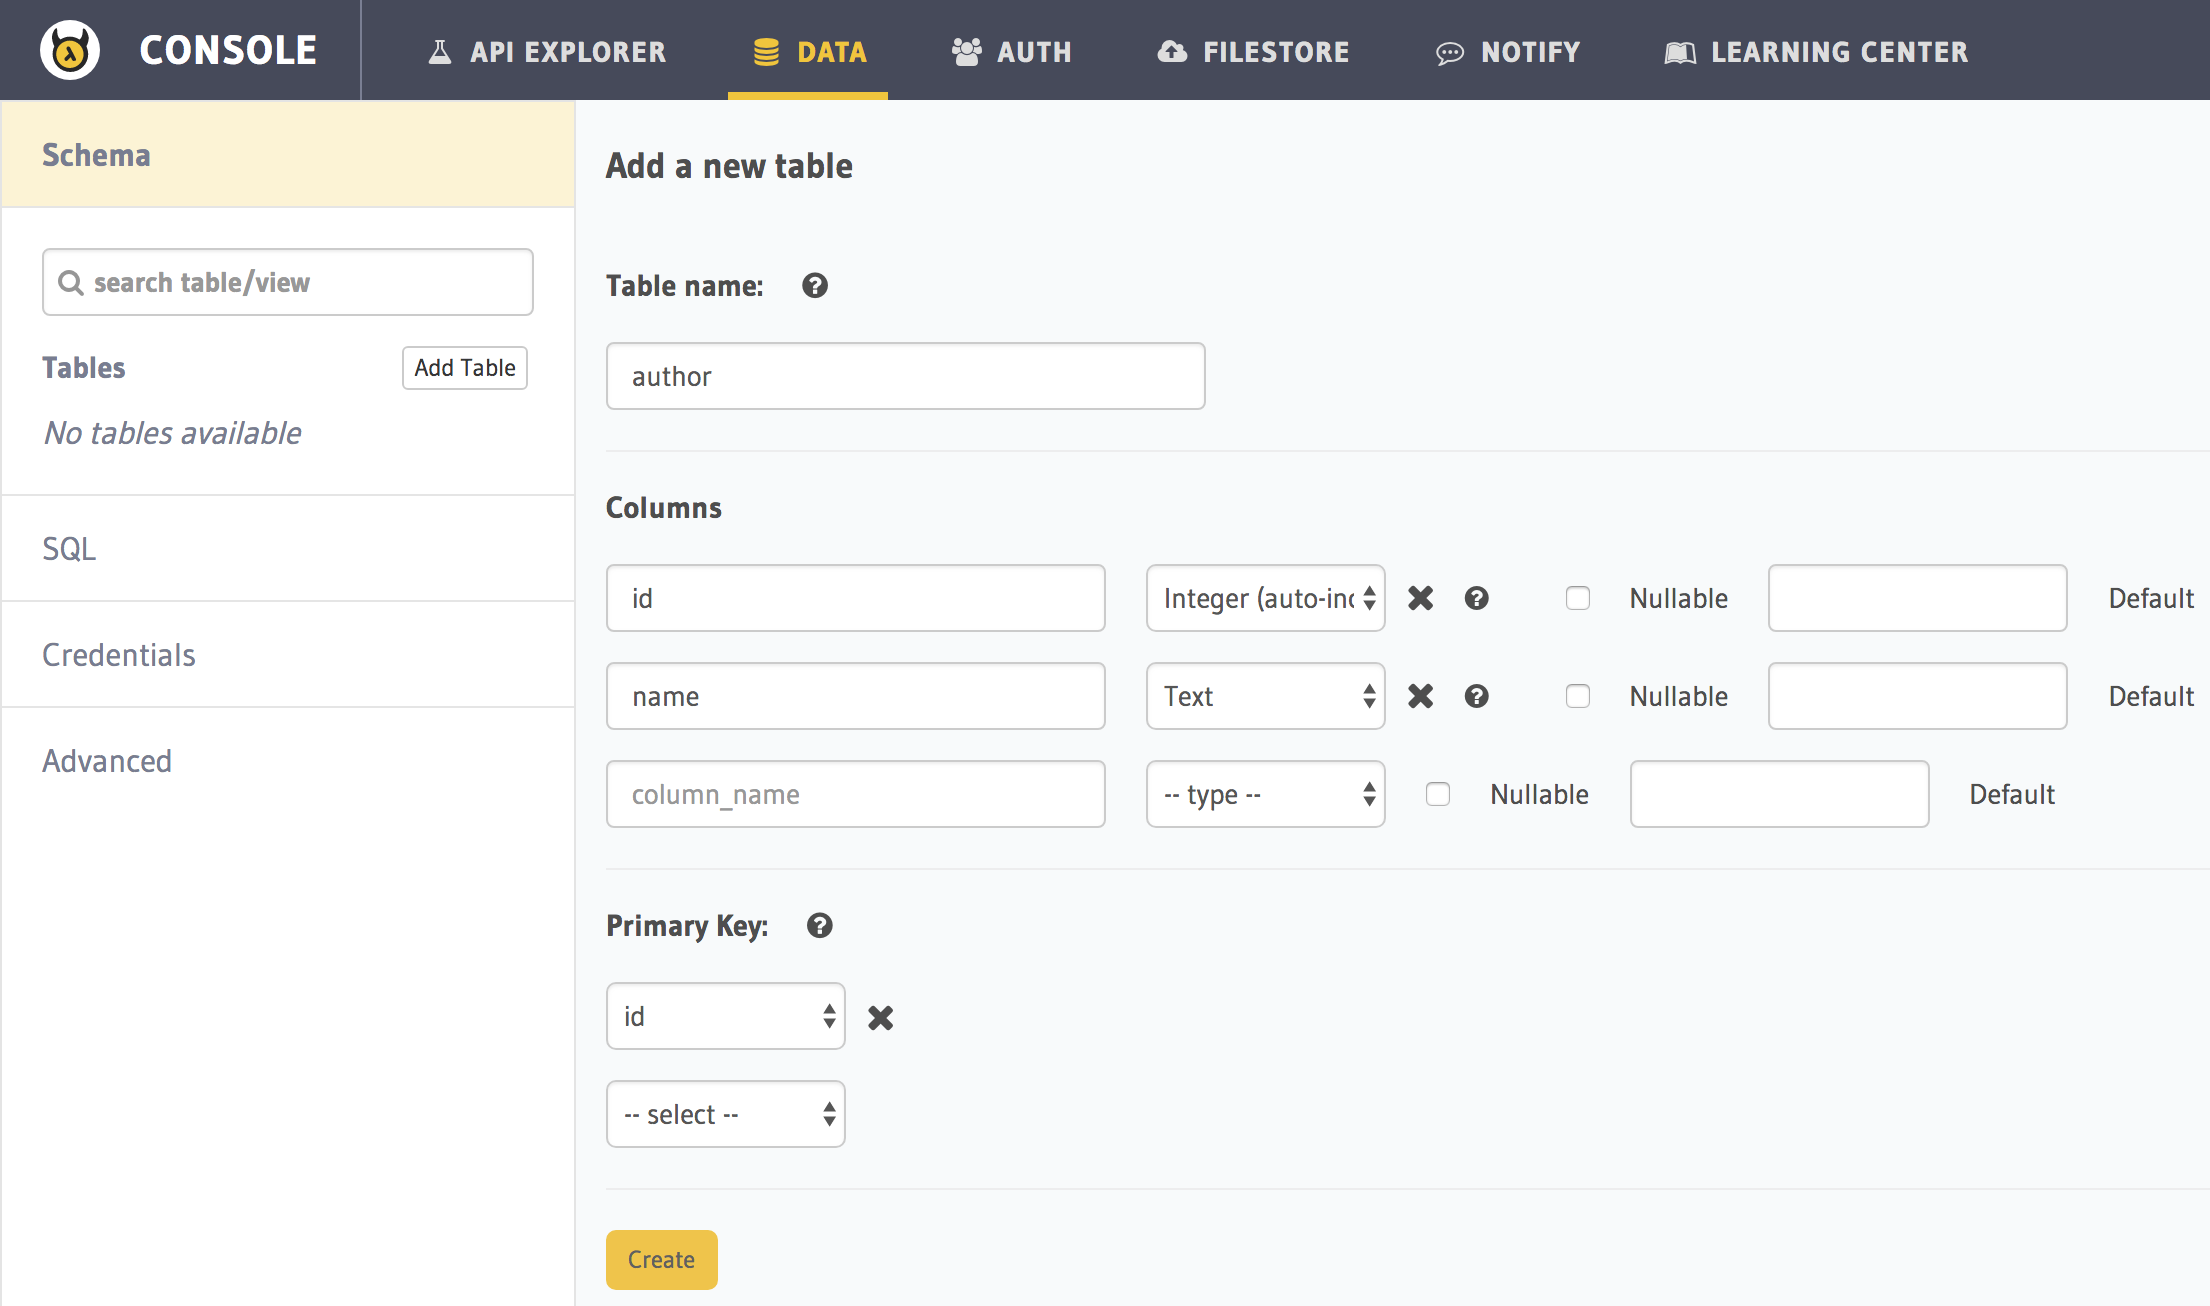 CONSOLE
API EXPLORER
DATA
AUTH
FILESTORE
NOTIFY
LEARNING CENTER
Schema
search table/view
Tables
Add Table
No tables available
SQL
Credentials
Advanced
Add a new table
Table name:
author
Columns
id Integer (auto-inc Nullable Default
name Text Nullable Default
column_name -- type -- Nullable Default
Primary Key:
id
-- select --
Create